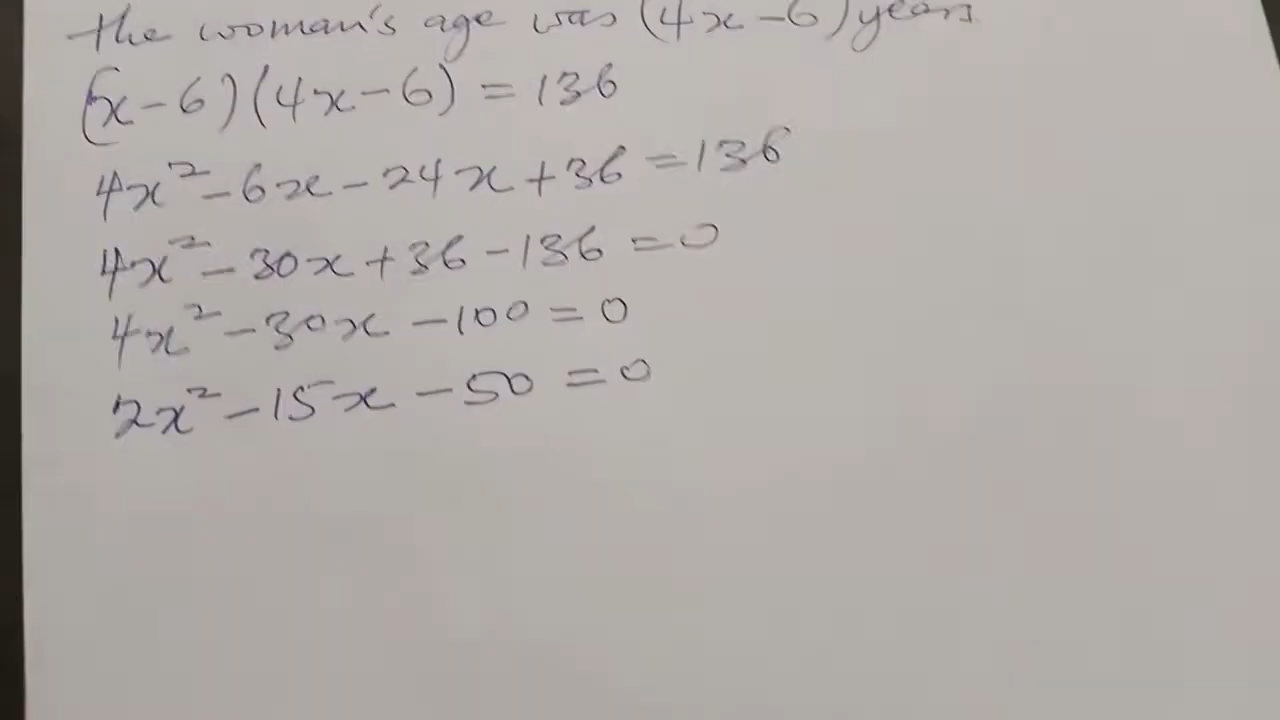 the woman's age was (4x-6) years
(x-6)(4x-6) = 136
4x² - 6x - 24x + 36 = 136
4x² - 30x + 36 - 136 = 0
4x² - 30x - 100 = 0
2x² - 15x - 50 = 0